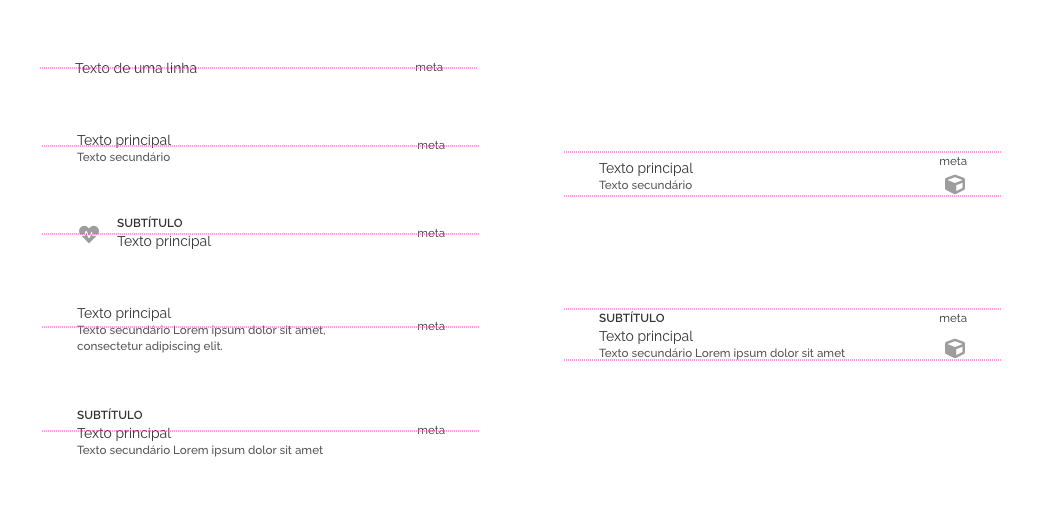 Texto de uma linha meta
Texto principal
Texto secundário
meta
SUBTÍTULO
Texto principal
meta
Texto principal
Texto secundário Lorem ipsum dolor sit amet,
consectetur adipiscing elit.
meta
SUBTÍTULO
Texto principal
Texto secundário Lorem ipsum dolor sit amet
meta
Texto principal
Texto secundário
meta
SUBTÍTULO
Texto principal
Texto secundário Lorem ipsum dolor sit amet
meta